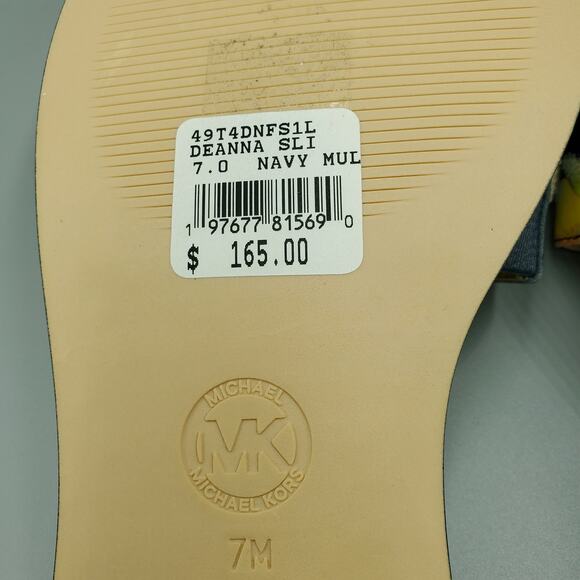 49T4DNFS1L
DEANNA SLI
7.0 NAVY MUL
1 97677 81569 0
$ 165.00
MICHAEL
MK
MICHAEL KORS
7M